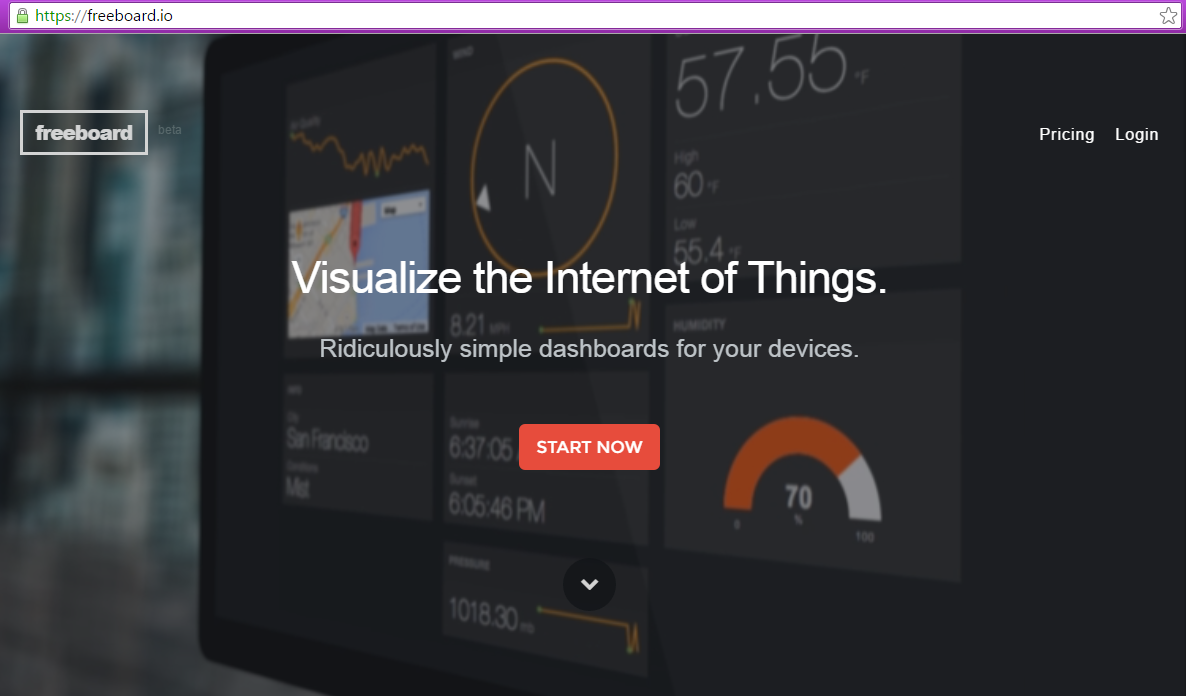 https://freeboard.io
freeboard
beta
Pricing
Login
WIND
57.55 °F
High
60 °F
Low
55.4 °F
Visualize the Internet of Things.
8.21 MPH
HUMIDITY
Ridiculously simple dashboards for your devices.
City
San Francisco
Mist
Sunrise
6:37:05
START NOW
Sunset
6:05:46 PM
70
%
0
100
PRESSURE
1018.30